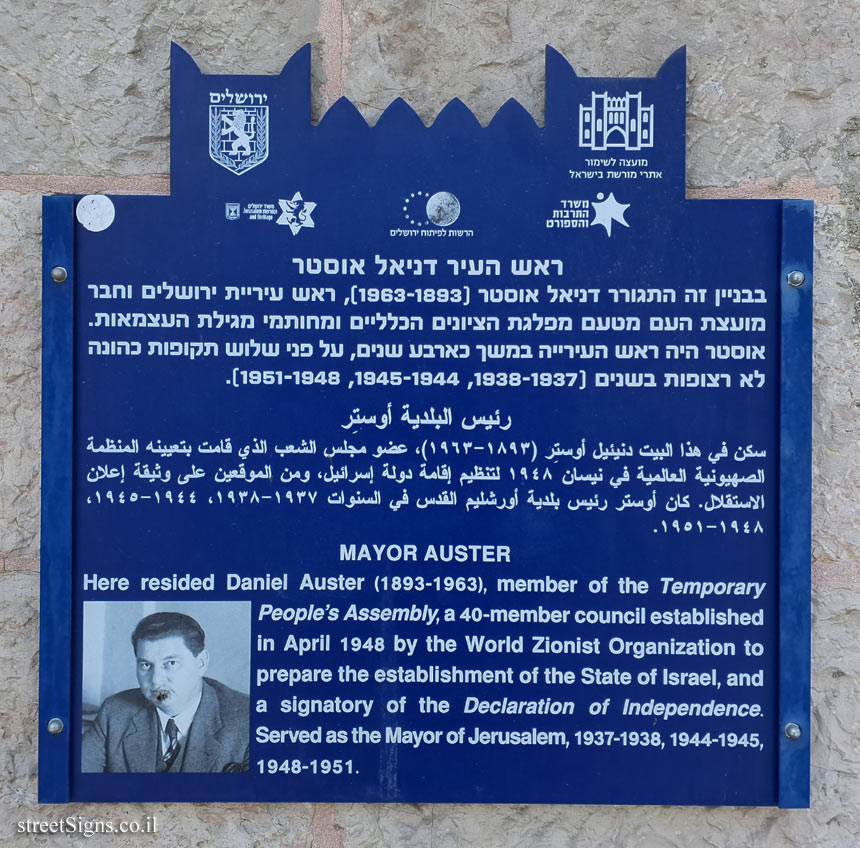 ירושלים
מועצה לשימור
אתרי מורשת בישראל
משרד ירושלים
ומורשת
Jerusalem
and Heritage
הרשות לפיתוח ירושלים
משרד
התרבות
והספורט
ראש העיר דניאל אוסטר
בבניין זה התגורר דניאל אוסטר (1963-1893), ראש עיריית ירושלים וחבר
מועצת העם מטעם מפלגת הציונים הכלליים ומחותמי מגילת העצמאות.
אוסטר היה ראש העירייה במשך כארבע שנים, על פני שלוש תקופות כהונה
לא רצופות בשנים (1938-1937, 1945-1944, 1951-1948).
رئيس البلدية أوستر
سكن في هذا البيت دنيئيل أوستر (١٨٩٣-١٩٦٣)، عضو مجلس الشعب الذي قامت بتعيينه المنظمة
الصهيونية العالمية في نيسان ١٩٤٨ لتنظيم إقامة دولة إسرائيل، ومن الموقعين على وثيقة إعلان
الاستقلال. كان أوستر رئيس بلدية أورشليم القدس في السنوات ١٩٣٧-١٩٣٨، ١٩٤٤-١٩٤٥،
١٩٤٨-١٩٥١.
MAYOR AUSTER
Here resided Daniel Auster (1893-1963), member of the Temporary
People's Assembly, a 40-member council established
in April 1948 by the World Zionist Organization to
prepare the establishment of the State of Israel, and
a signatory of the Declaration of Independence.
Served as the Mayor of Jerusalem, 1937-1938, 1944-1945,
1948-1951.
streetSigns.co.il